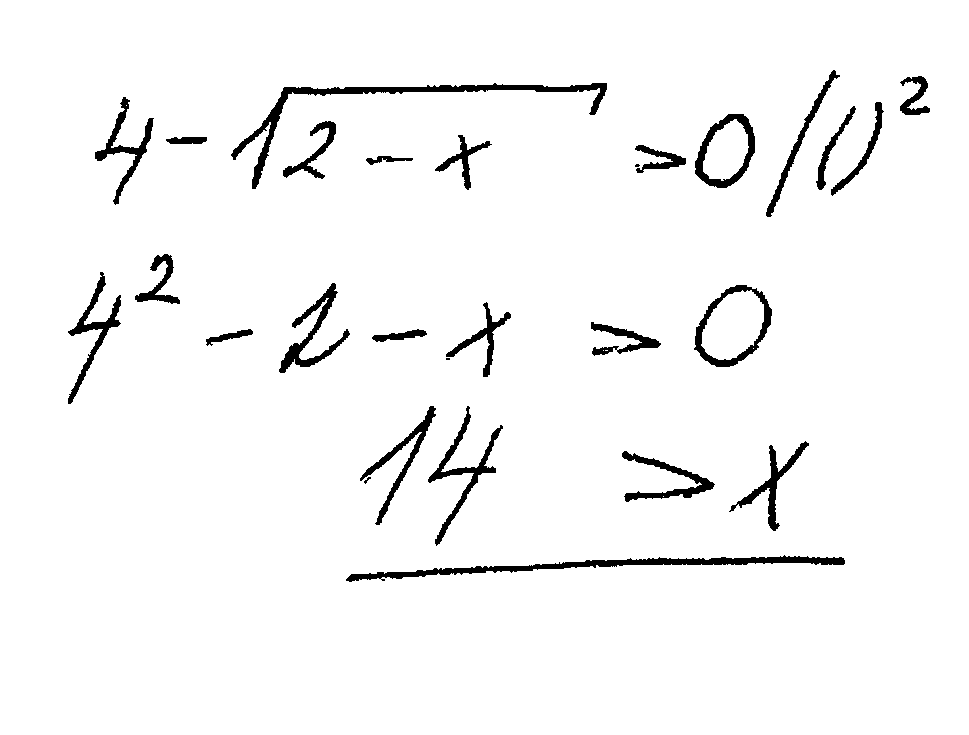 4 - √(2 - x) > 0 /()²
4² - 2 - x > 0
14 > x